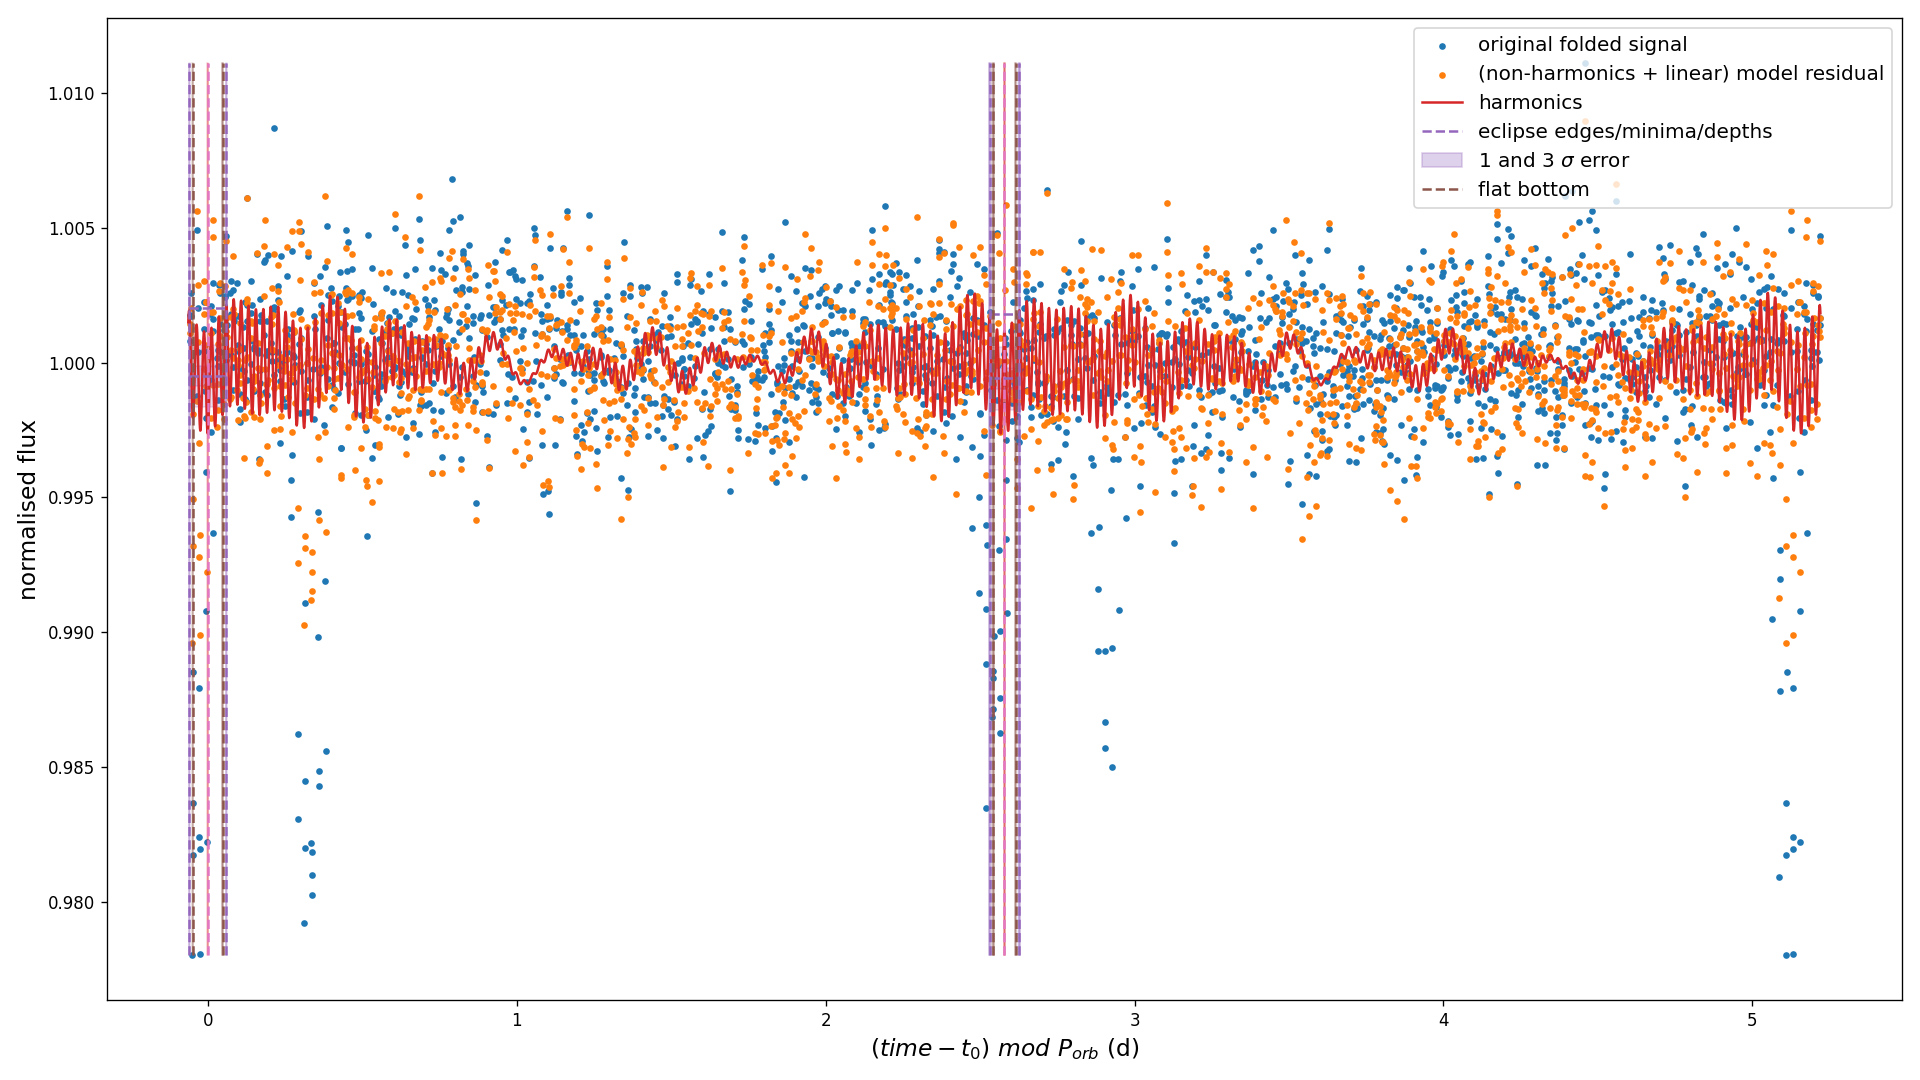 original folded signal
(non-harmonics + linear) model residual
harmonics
eclipse edges/minima/depths
1 and 3 σ error
flat bottom
normalised flux
1.010
1.005
1.000
0.995
0.990
0.985
0.980
0 1 2 3 4 5
(time − t₀) mod P_orb (d)